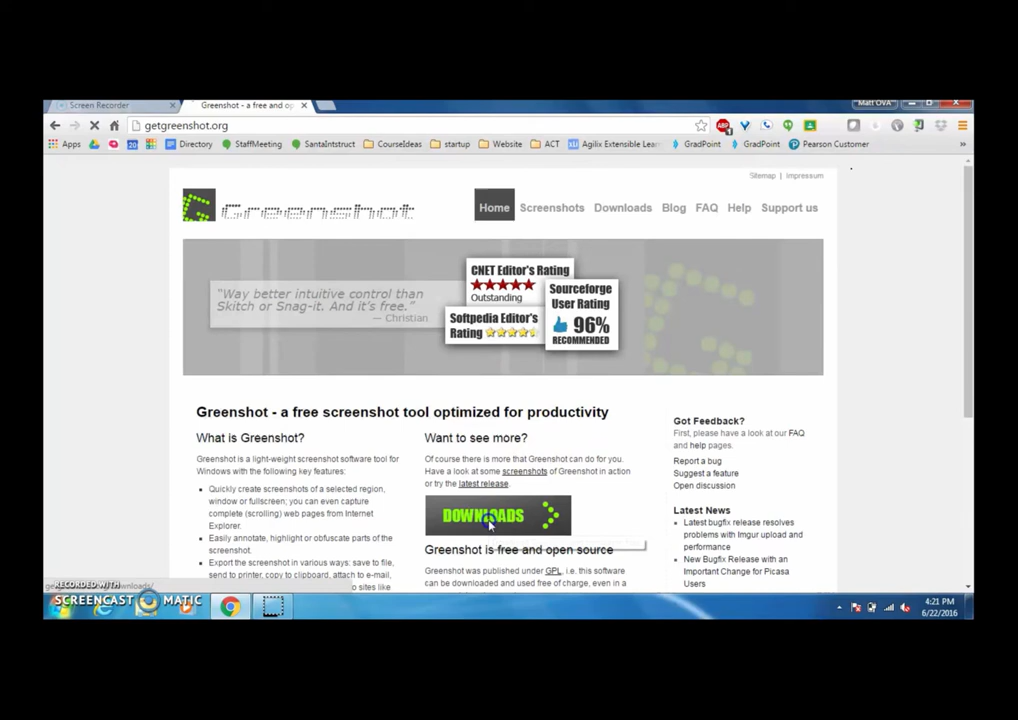 Screen Recorder
Greenshot - a free and op
Matt OVA
getgreenshot.org
ABP
Apps
20
Directory
StaffMeeting
SantaIntstruct
CourseIdeas
startup
Website
ACT
Agilix Extensible Lear
GradPoint
GradPoint
Pearson Customer
»
Sitemap | Impressum
Greenshot
Home
Screenshots
Downloads
Blog
FAQ
Help
Support us
"Way better intuitive control than
Skitch or Snag-it. And it's free."
— Christian
CNET Editor's Rating
Outstanding
Softpedia Editor's
Rating
Sourceforge
User Rating
96%
RECOMMENDED
Greenshot - a free screenshot tool optimized for productivity
What is Greenshot?
Greenshot is a light-weight screenshot software tool for
Windows with the following key features:
Quickly create screenshots of a selected region,
window or fullscreen; you can even capture
complete (scrolling) web pages from Internet
Explorer.
Easily annotate, highlight or obfuscate parts of the
screenshot.
Export the screenshot in various ways: save to file,
send to printer, copy to clipboard, attach to e-mail,
to sites like
Want to see more?
Of course there is more that Greenshot can do for you.
Have a look at some screenshots of Greenshot in action
or try the latest release.
DOWNLOADS
Greenshot is free and open source
Greenshot was published under GPL, i.e. this software
can be downloaded and used free of charge, even in a
Got Feedback?
First, please have a look at our FAQ
and help pages.
Report a bug
Suggest a feature
Open discussion
Latest News
Latest bugfix release resolves
problems with Imgur upload and
performance
New Bugfix Release with an
Important Change for Picasa
Users
downloads/
RECORDED WITH
SCREENCAST MATIC
4:21 PM
6/22/2016